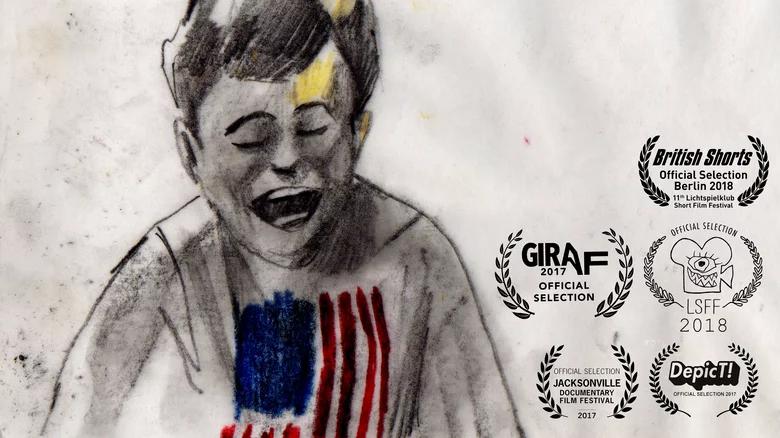 British Shorts
Official Selection
Berlin 2018
11th Lichtspielklub
Short Film Festival
GIRAF
2017
OFFICIAL
SELECTION
OFFICIAL SELECTION
LSFF
2018
OFFICIAL SELECTION
JACKSONVILLE
DOCUMENTARY
FILM FESTIVAL
2017
DepicT!
OFFICIAL SELECTION 2017